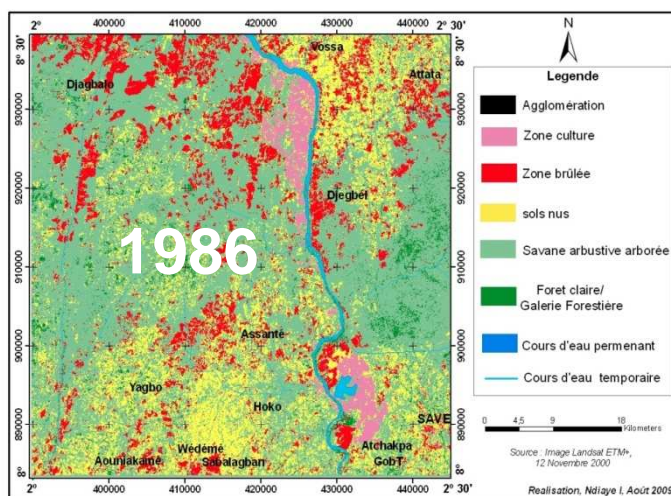 2° 400000 410000 420000 430000 440000 2° 30'
8° 30'
8° 30'
930000
920000
910000
900000
890000
8°
930000
920000
910000
900000
890000
8°
Vossa
Djagbalo
Attata
Djegbél
1986
Assanté
Yagbo
Hoko
SAVE
Wédémé
Atchakpa
Aouniakamé
Sabalagban
GobT
2° 400000 410000 420000 430000 440000 2° 30'
N
Legende
Agglomération
Zone culture
Zone brûlée
sols nus
Savane arbustive arborée
Foret claire/
Galerie Forestière
Cours d'eau permenant
Cours d'eau temporaire
0 4,5 9 18
Kilometers
Source : Image Landsat ETM+,
12 Novembre 2000
Realisation, Ndiaye I. Août 2009